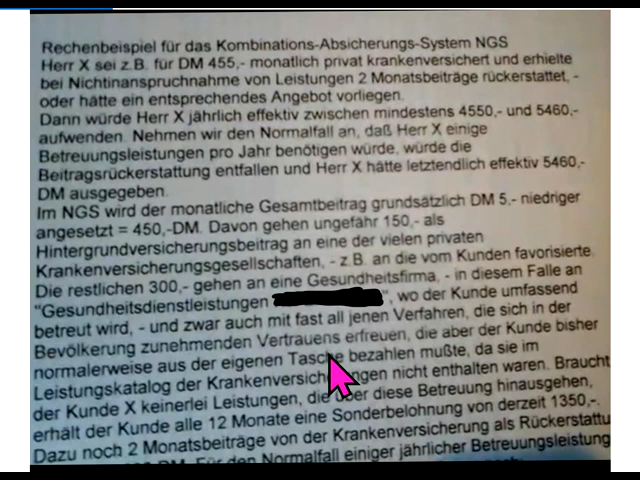 Rechenbeispiel für das Kombinations-Absicherungs-System NGS
Herr X sei z.B. für DM 455,- monatlich privat krankenversichert und erhielte
bei Nichtinanspruchnahme von Leistungen 2 Monatsbeiträge rückerstattet, -
oder hätte ein entsprechendes Angebot vorliegen.
Dann würde Herr X jährlich effektiv zwischen mindestens 4550,- und 5460,-
aufwenden. Nehmen wir den Normalfall an, daß Herr X einige
Betreuungsleistungen pro Jahr benötigen würde, würde die
Beitragsrückerstattung entfallen und Herr X hätte letztendlich effektiv 5460,-
DM ausgegeben.
Im NGS wird der monatliche Gesamtbeitrag grundsätzlich DM 5,- niedriger
angesetzt = 450,-DM. Davon gehen ungefähr 150,- als
Hintergrundversicherungsbeitrag an eine der vielen privaten
Krankenversicherungsgesellschaften, - z.B. an die vom Kunden favorisierte.
Die restlichen 300,- gehen an eine Gesundheitsfirma, - in diesem Falle an
"Gesundheitsdienstleistungen ", wo der Kunde umfassend
betreut wird, - und zwar auch mit fast all jenen Verfahren, die sich in der
Bevölkerung zunehmenden Vertrauens erfreuen, die aber der Kunde bisher
normalerweise aus der eigenen Tasche bezahlen mußte, da sie im
Leistungskatalog der nicht enthalten waren. Braucht
der Kunde X keinerlei Leistungen, die über diese Betreuung hinausgehen,
erhält der Kunde alle 12 Monate eine Sonderbelohnung von derzeit 1350,-.
Dazu noch 2 Monatsbeiträge von der Krankenversicherung als Rückerstattu
DM. Für den Normalfall einiger jährlicher Betreuungsleistung